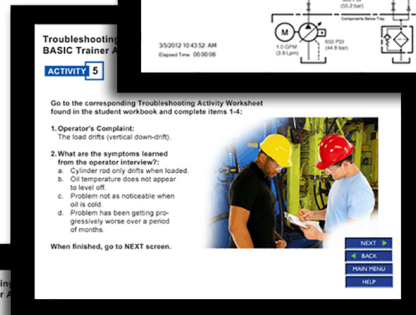 (55.2 bar)
Components Below Tray
M
1.0 GPM
(3.8 Lpm)
650 PSI
(44.8 bar)
3/5/2012 10:43:52 AM
Elapsed Time: 00:00:06
Troubleshooting
BASIC Trainer A
ACTIVITY 5
Go to the corresponding Troubleshooting Activity Worksheet
found in the student workbook and complete items 1-4:
1. Operator's Complaint:
The load drifts (vertical down-drift).
2. What are the symptoms learned
from the operator interview?:
a. Cylinder rod only drifts when loaded.
b. Oil temperature does not appear
to level off.
c. Problem not as noticeable when
oil is cold.
d. Problem has been getting pro-
gressively worse over a period
of months.
When finished, go to NEXT screen.
NEXT
BACK
MAIN MENU
HELP